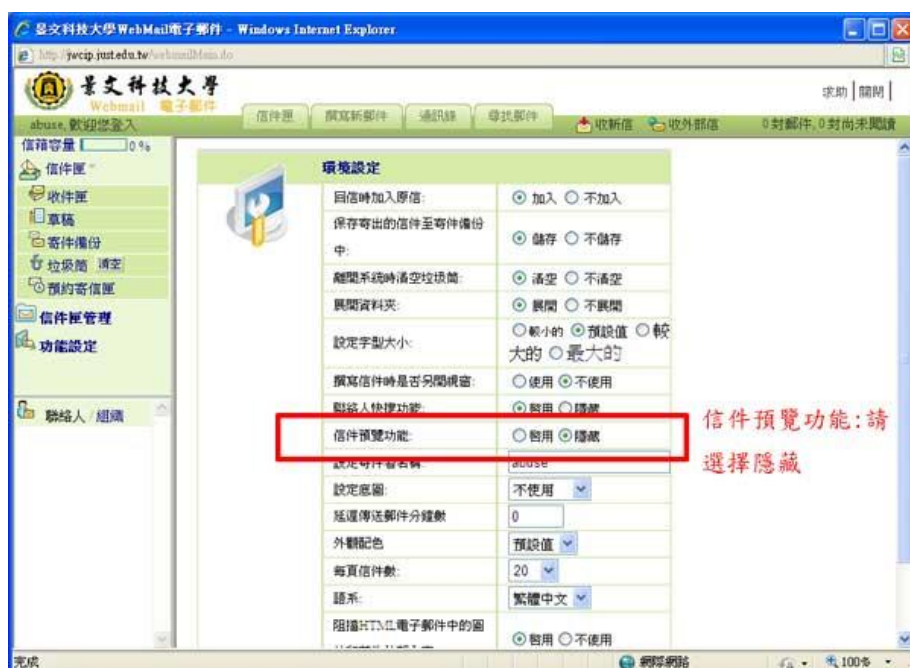 景文科技大學WebMail電子郵件 - Windows Internet Explorer
http://jwcip.just.edu.tw/webmailMain.do
景文科技大學
Webmail 電子郵件
求助 | 關閉 |
信件匣 撰寫新郵件 通訊錄 尋找郵件
abuse, 歡迎您登入
收新信 收外部信 0封郵件, 0封尚未閱讀
信箱容量 0%
信件匣
收件匣
草稿
寄件備份
垃圾筒 清空
預約寄信匣
信件匣管理
功能設定
聯絡人 / 組織
環境設定
回信時加入原信: 加入 不加入
保存寄出的信件至寄件備份
中: 儲存 不儲存
離開系統時清空垃圾筒: 清空 不清空
展開資料夾: 展開 不展開
設定字型大小: 較小的 預設值 較
大的 最大的
撰寫信件時是否另開視窗: 使用 不使用
聯絡人快捷功能: 啓用 隱藏
信件預覽功能: 啓用 隱藏
信件預覽功能:請
選擇隱藏
設定寄件者名稱: abuse
設定底圖: 不使用
延遲傳送郵件分鐘數 0
外觀配色 預設值
每頁信件數: 20
語系: 繁體中文
阻擋HTML電子郵件中的圖
啓用 不使用
完成
網際網路
100%